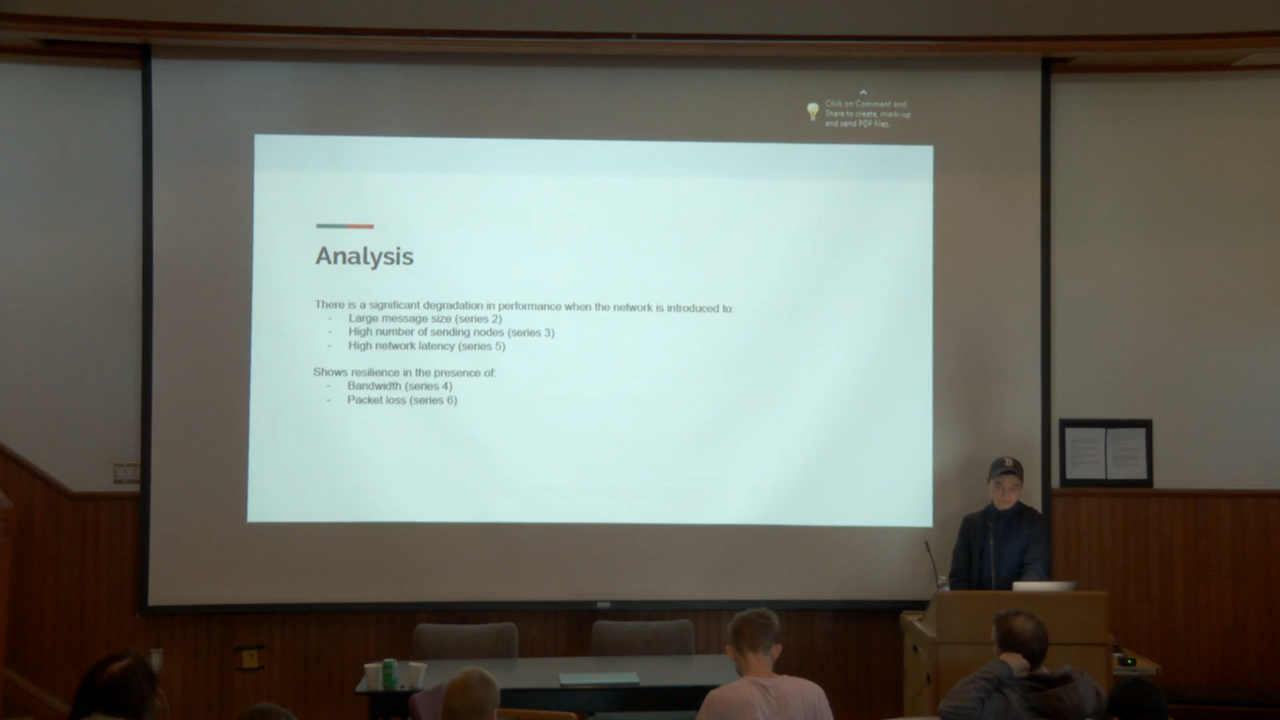 Click on Comment and
Share to create, mark-up
and send PDF files.
Analysis
There is a significant degradation in performance when the network is introduced to:
- Large message size (series 2)
- High number of sending nodes (series 3)
- High network latency (series 5)
Shows resilience in the presence of:
- Bandwidth (series 4)
- Packet loss (series 6)
B